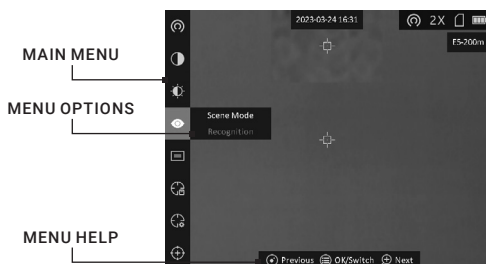 2023-03-24 16:31
2X
E5-200m
MAIN MENU
MENU OPTIONS
Scene Mode
Recognition
MENU HELP
Previous OK/Switch Next